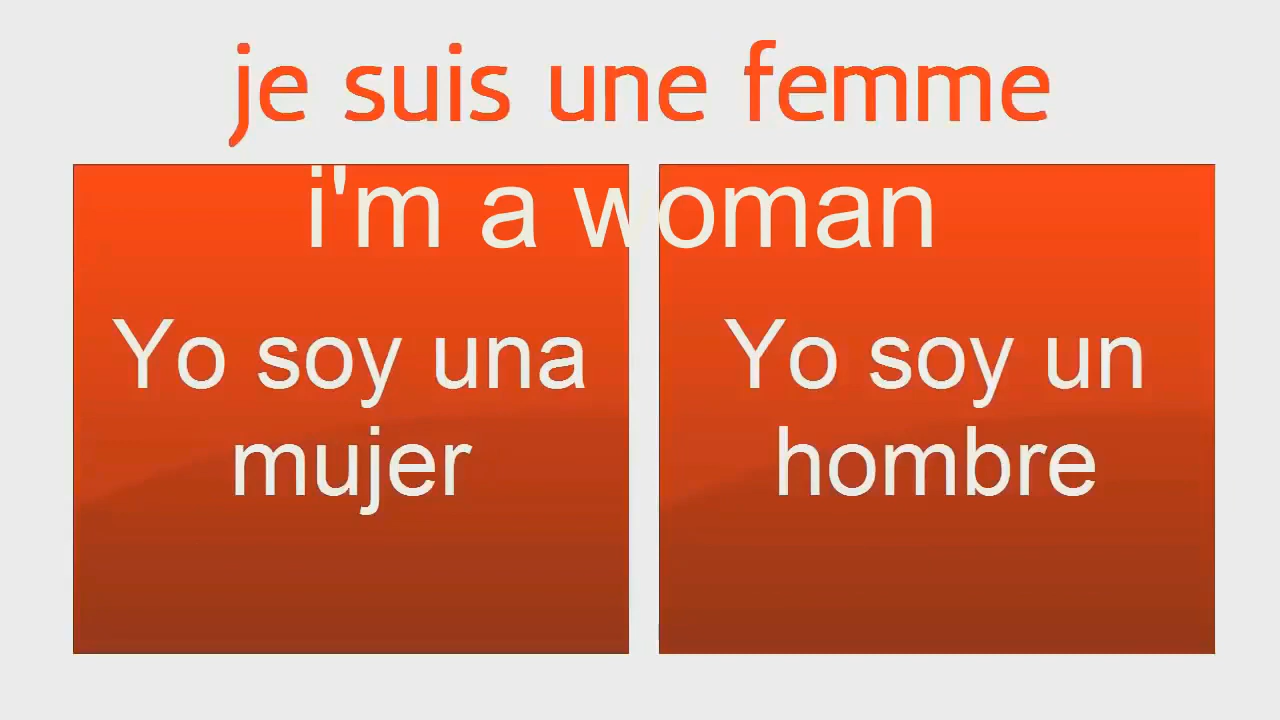 je suis une femme
i'm a woman
Yo soy una
mujer
Yo soy un
hombre